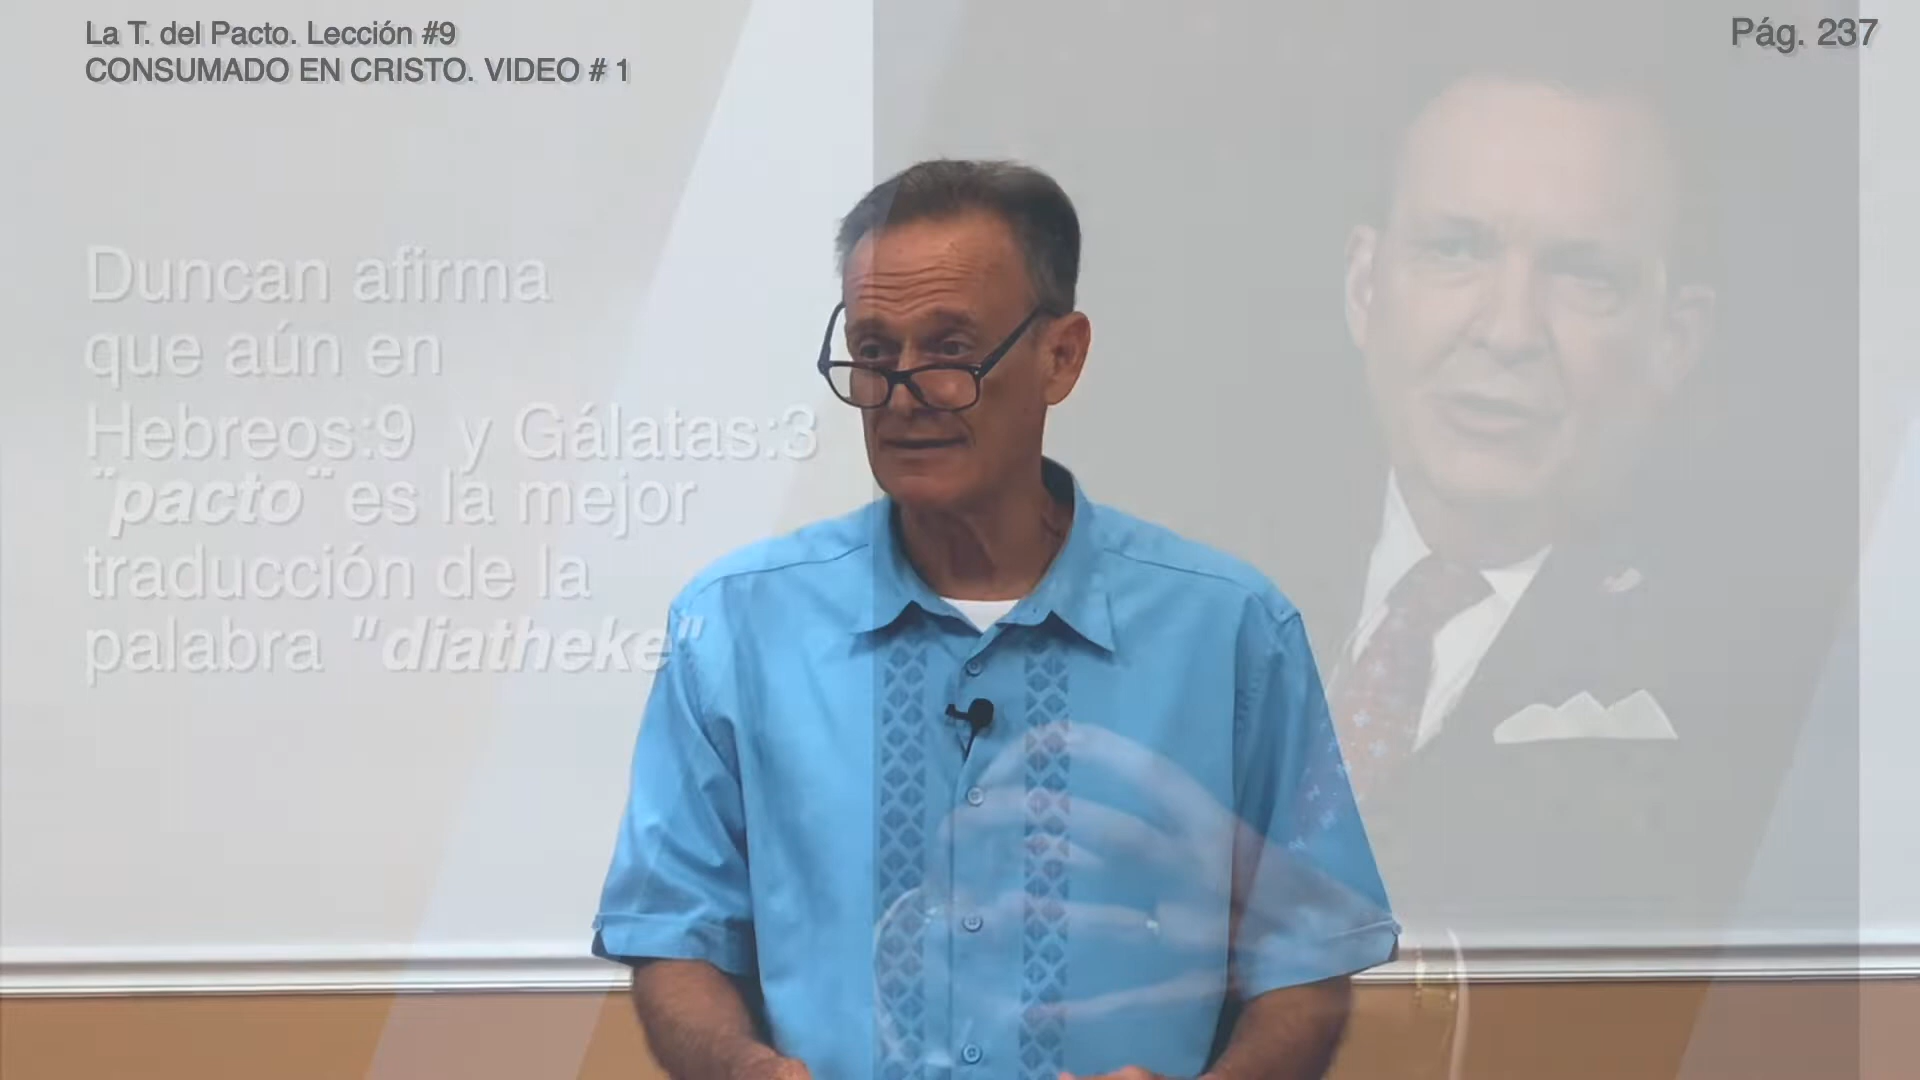 La T. del Pacto. Lección #9
CONSUMADO EN CRISTO. VIDEO # 1
Pág. 237
Duncan afirma
que aún en
Hebreos:9 y Gálatas:3
¨pacto¨ es la mejor
traducción de la
palabra "diatheke"